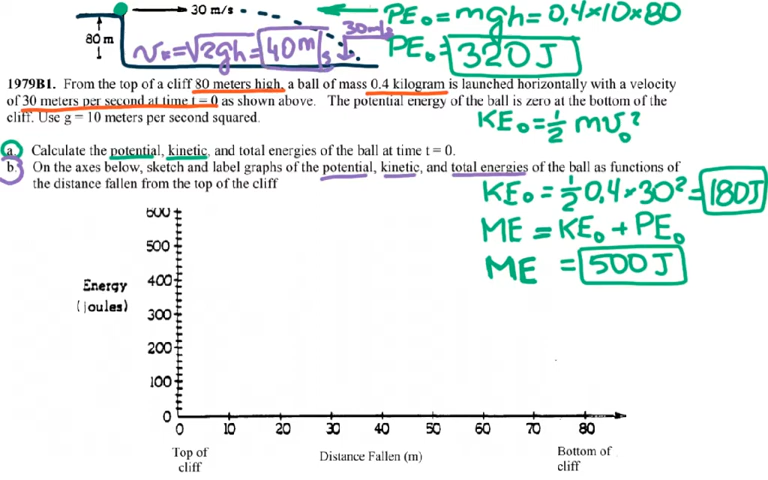 30 m/s
PE₀ = mgh = 0,4×10×80
30m/s
80 m
Vx=√2gh=40m/s
PE₀ = 320J
1979B1. From the top of a cliff 80 meters high, a ball of mass 0.4 kilogram is launched horizontally with a velocity
of 30 meters per second at time t = 0 as shown above. The potential energy of the ball is zero at the bottom of the
cliff. Use g = 10 meters per second squared.
KE₀ = ½ mv₀²
a. Calculate the potential, kinetic, and total energies of the ball at time t = 0.
b. On the axes below, sketch and label graphs of the potential, kinetic, and total energies of the ball as functions of
the distance fallen from the top of the cliff
KE₀ = ½ 0,4×30² = 180J
ME = KE₀ + PE₀
ME = 500J
600
500
400
300
200
100
0
Energy
(Joules)
0 10 20 30 40 50 60 70 80
Top of
cliff
Distance Fallen (m)
Bottom of
cliff